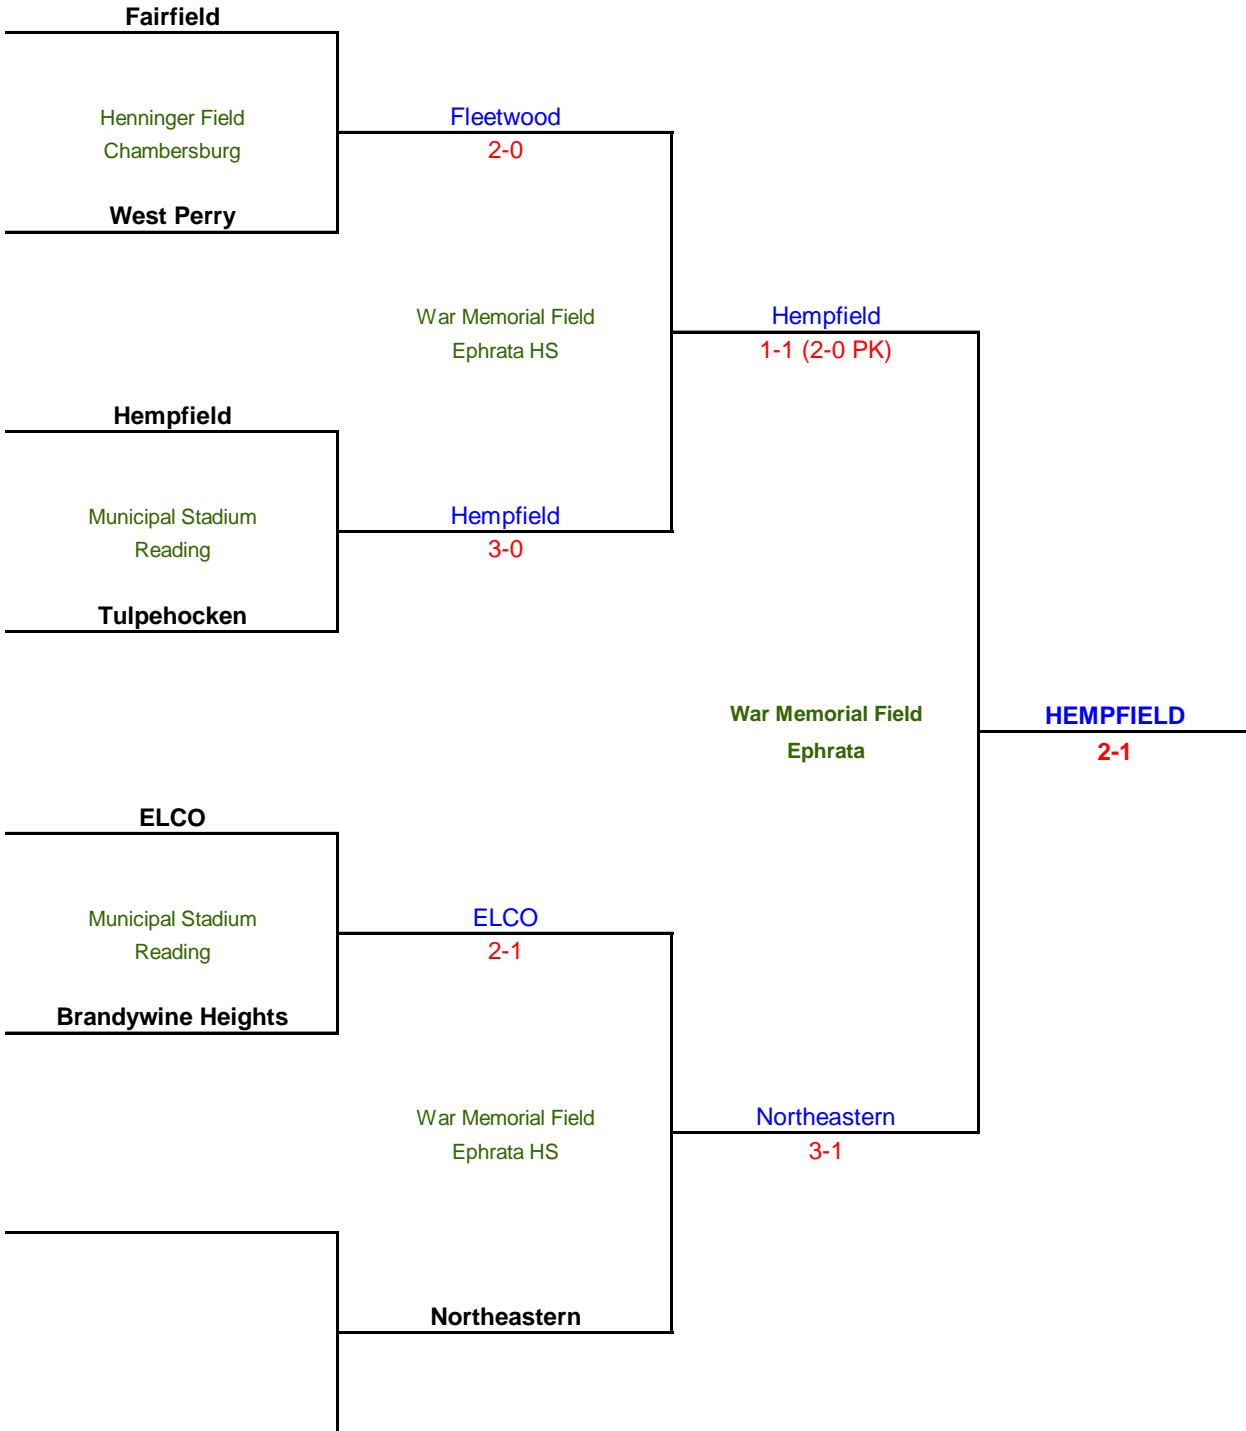 Fairfield
Henninger Field
Chambersburg
Fleetwood
2-0
West Perry
War Memorial Field
Ephrata HS
Hempfield
1-1 (2-0 PK)
Hempfield
Municipal Stadium
Reading
Hempfield
3-0
Tulpehocken
War Memorial Field
Ephrata
HEMPFIELD
2-1
ELCO
Municipal Stadium
Reading
ELCO
2-1
Brandywine Heights
War Memorial Field
Ephrata HS
Northeastern
3-1
Northeastern